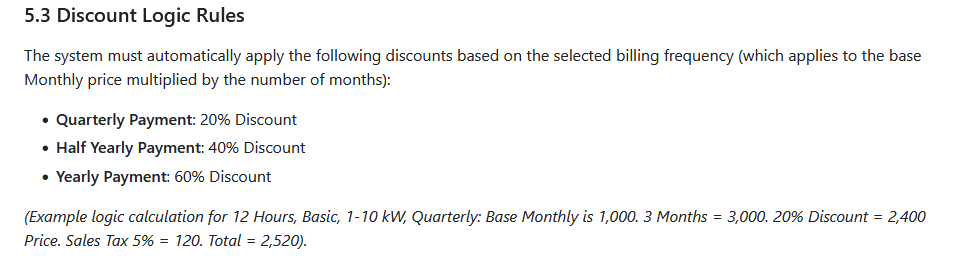 5.3 Discount Logic Rules
The system must automatically apply the following discounts based on the selected billing frequency (which applies to the base
Monthly price multiplied by the number of months):
• Quarterly Payment: 20% Discount
• Half Yearly Payment: 40% Discount
• Yearly Payment: 60% Discount
(Example logic calculation for 12 Hours, Basic, 1-10 kW, Quarterly: Base Monthly is 1,000. 3 Months = 3,000. 20% Discount = 2,400
Price. Sales Tax 5% = 120. Total = 2,520).